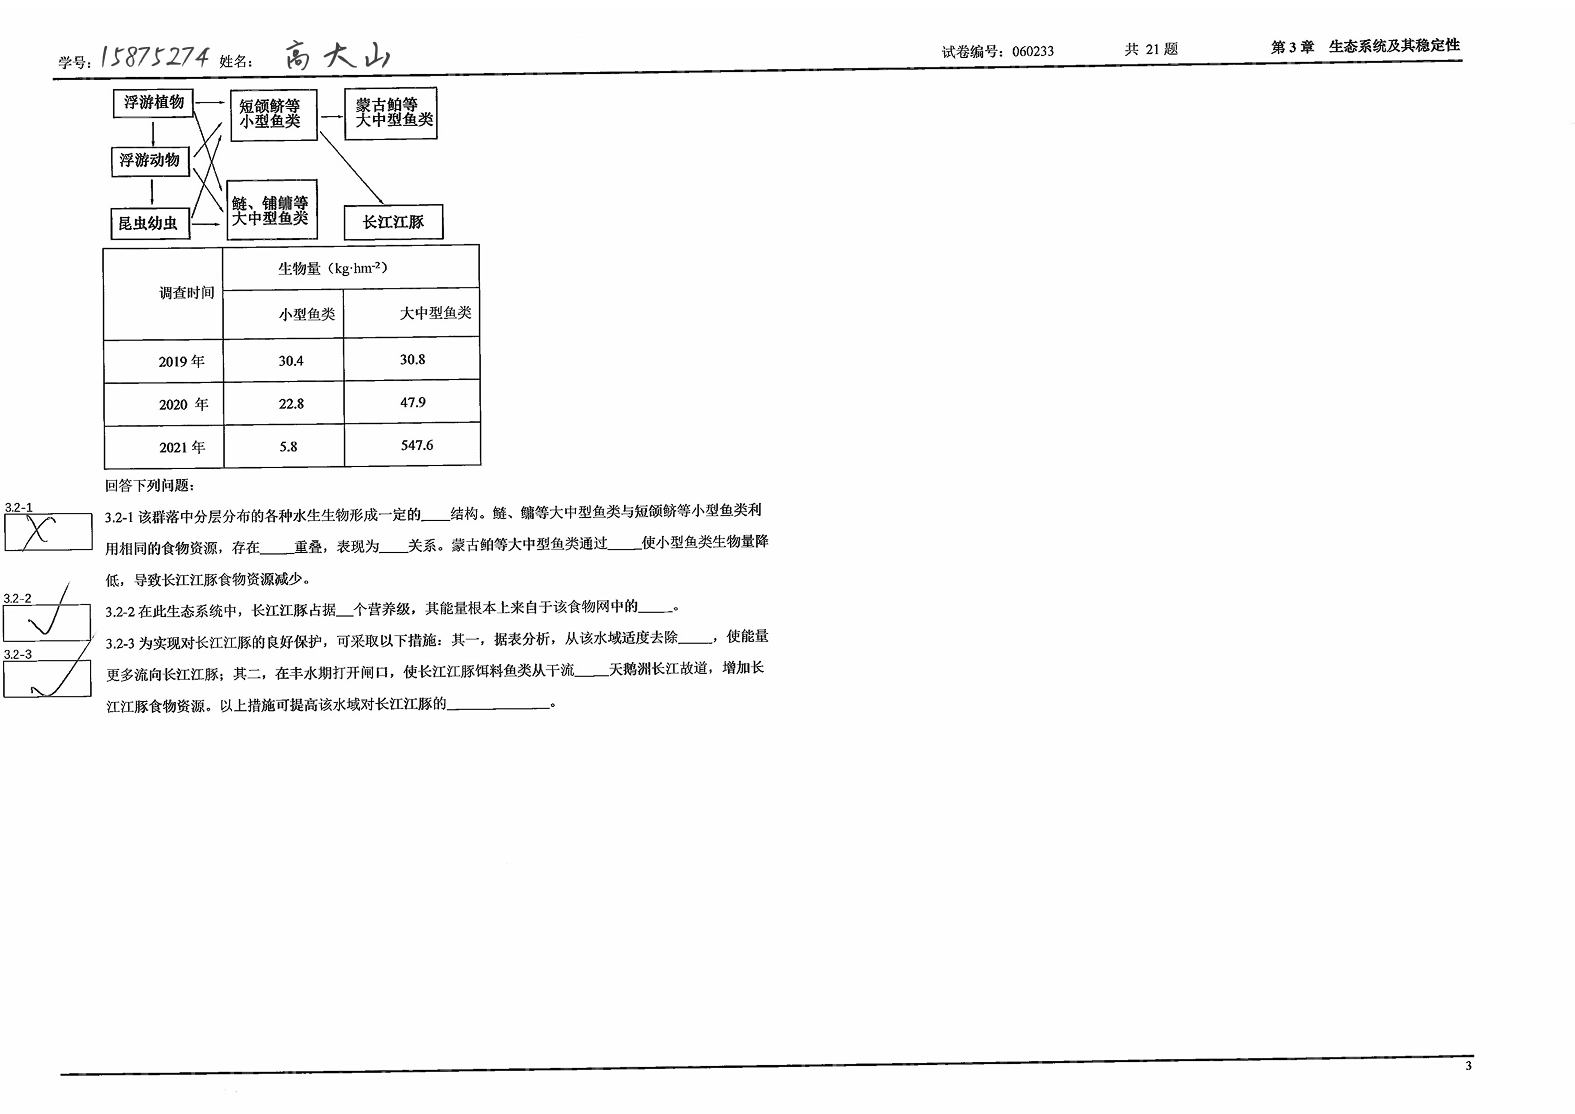 学号：15875274 姓名：高大山 试卷编号：060233 共 21 题 第 3 章 生态系统及其稳定性
浮游植物
短颌鲚等
小型鱼类
蒙古鲌等
大中型鱼类
浮游动物
昆虫幼虫
鲢、铺鳙等
大中型鱼类
长江江豚
调查时间 生物量（kg·hm⁻²）
小型鱼类 大中型鱼类
2019 年 30.4 30.8
2020 年 22.8 47.9
2021 年 5.8 547.6
回答下列问题：
3.2-1
3.2-1 该群落中分层分布的各种水生生物形成一定的____结构。鲢、鳙等大中型鱼类与短颌鲚等小型鱼类利
用相同的食物资源，存在_____重叠，表现为____关系。蒙古鲌等大中型鱼类通过_____使小型鱼类生物量降
低，导致长江江豚食物资源减少。
3.2-2
3.2-2 在此生态系统中，长江江豚占据__个营养级，其能量根本上来自于该食物网中的_____。
3.2-3
3.2-3 为实现对长江江豚的良好保护，可采取以下措施：其一，据表分析，从该水域适度去除_____，使能量
更多流向长江江豚；其二，在丰水期打开闸口，使长江江豚饵料鱼类从干流_____天鹅洲长江故道，增加长
江江豚食物资源。以上措施可提高该水域对长江江豚的_______________。
3